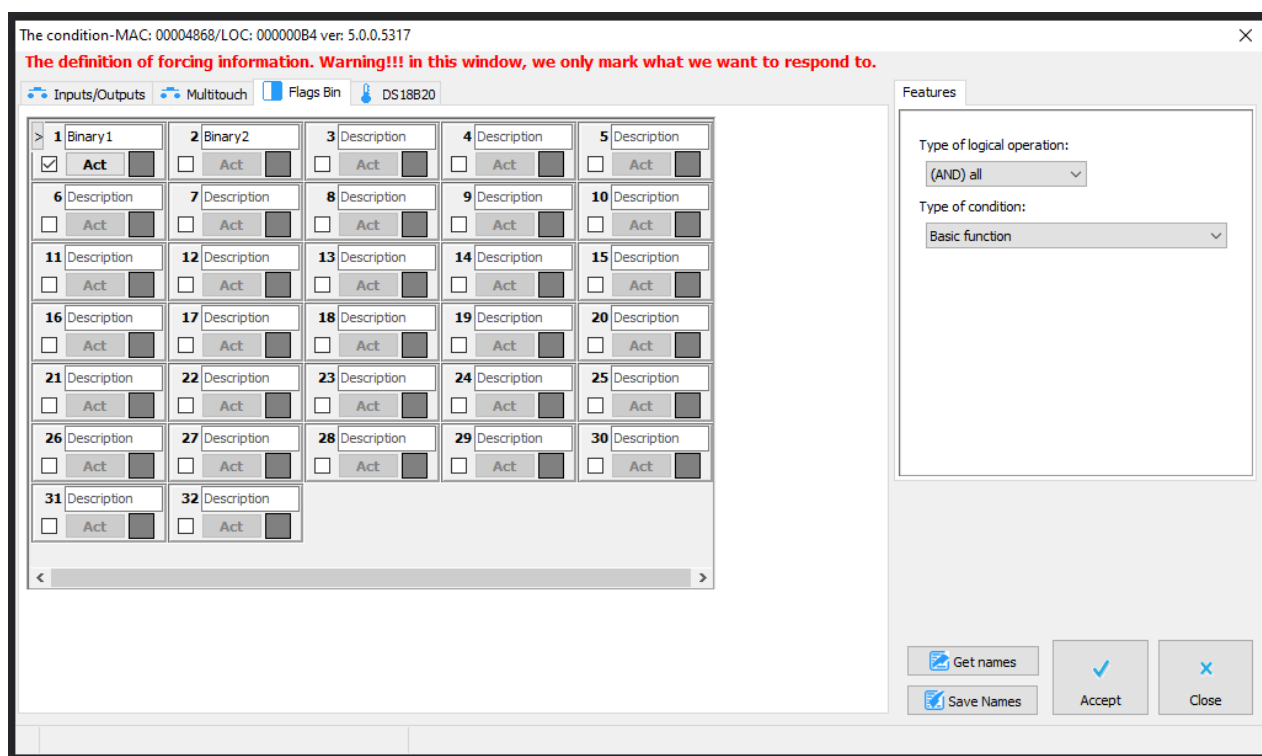 The condition-MAC: 00004868/LOC: 000000B4 ver: 5.0.0.5317
The definition of forcing information. Warning!!! in this window, we only mark what we want to respond to.
Inputs/Outputs Multitouch Flags Bin DS18B20
Features
> 1 Binary1 2 Binary2 3 Description 4 Description 5 Description
Act Act Act Act Act
6 Description 7 Description 8 Description 9 Description 10 Description
Act Act Act Act Act
11 Description 12 Description 13 Description 14 Description 15 Description
Act Act Act Act Act
16 Description 17 Description 18 Description 19 Description 20 Description
Act Act Act Act Act
21 Description 22 Description 23 Description 24 Description 25 Description
Act Act Act Act Act
26 Description 27 Description 28 Description 29 Description 30 Description
Act Act Act Act Act
31 Description 32 Description
Act Act
Type of logical operation:
(AND) all
Type of condition:
Basic function
Get names
Save Names
Accept
Close